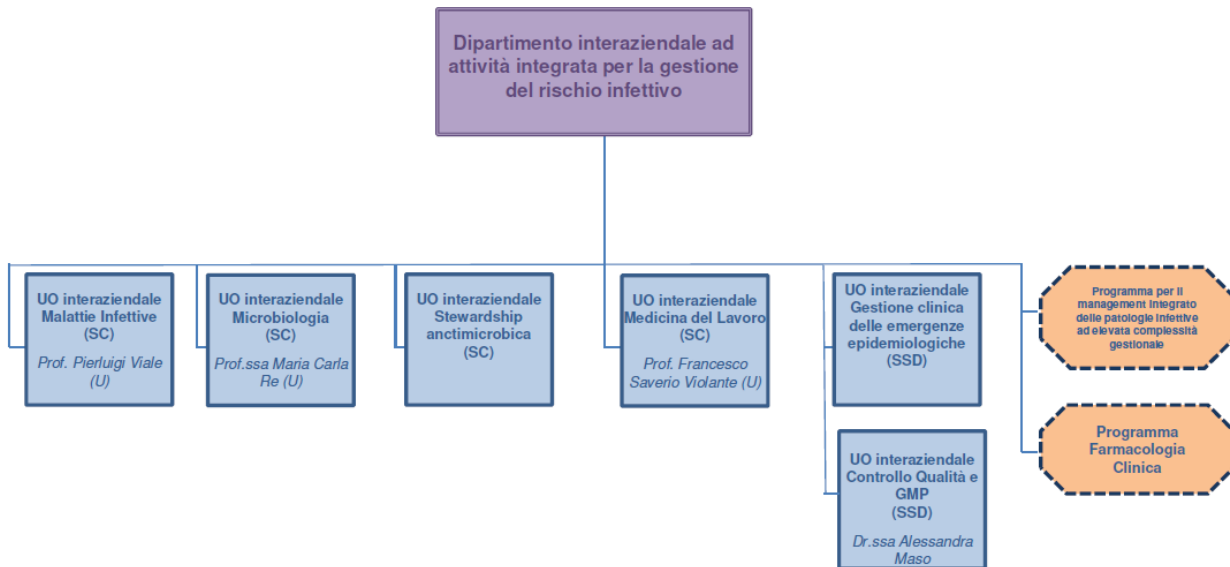 Dipartimento interaziendale ad
attività integrata per la gestione
del rischio infettivo
UO interaziendale
Malattie Infettive
(SC)
Prof. Pierluigi Viale
(U)
UO interaziendale
Microbiologia
(SC)
Prof.ssa Maria Carla
Re (U)
UO interaziendale
Stewardship
anctimicrobica
(SC)
UO interaziendale
Medicina del Lavoro
(SC)
Prof. Francesco
Saverio Violante (U)
UO interaziendale
Gestione clinica
delle emergenze
epidemiologiche
(SSD)
Programma per il
management integrato
delle patologie infettive
ad elevata complessità
gestionale
UO interaziendale
Controllo Qualità e
GMP
(SSD)
Dr.ssa Alessandra
Maso
Programma
Farmacologia
Clinica